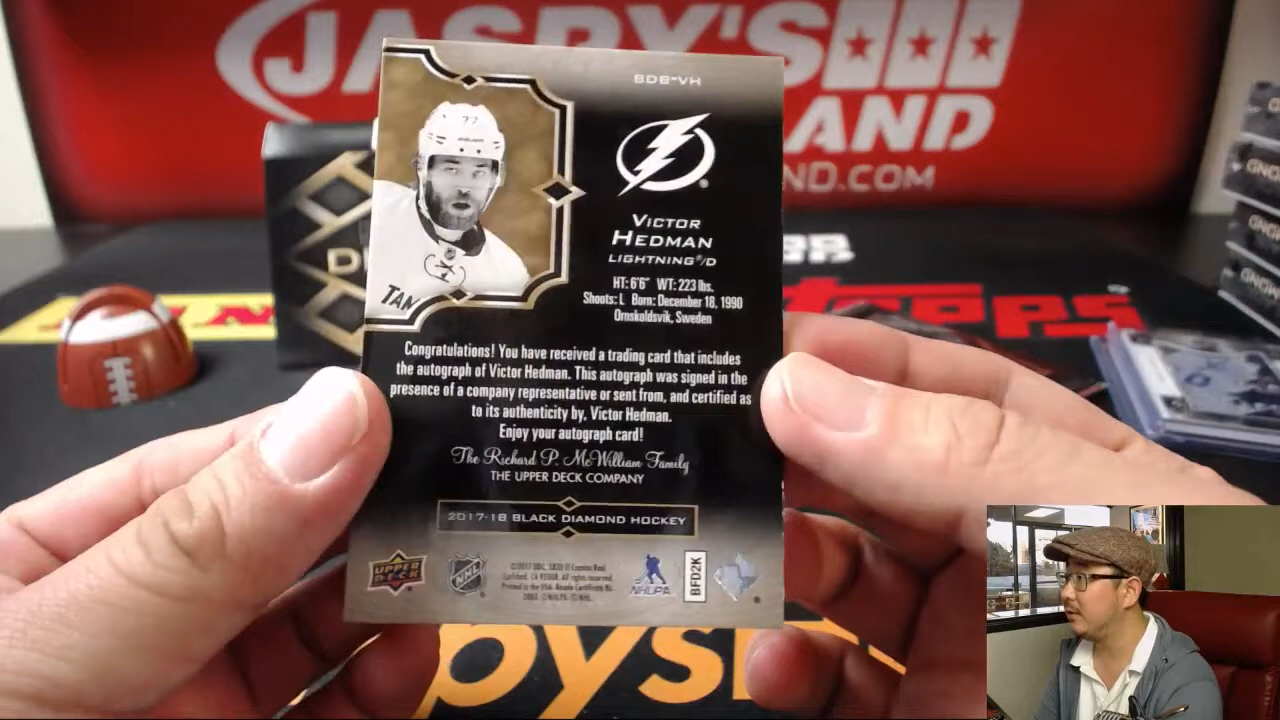 JASPY'S
LAND
ND.COM
SDB-VH
77
VICTOR
HEDMAN
LIGHTNING®/D
HT: 6'6" WT: 223 lbs.
Shoots: L Born: December 18, 1990
Ornskoldsvik, Sweden
TAM
Congratulations! You have received a trading card that includes
the autograph of Victor Hedman. This autograph was signed in the
presence of a company representative or sent from, and certified as
to its authenticity by, Victor Hedman.
Enjoy your autograph card!
The Richard P. McWilliam Family
THE UPPER DECK COMPANY
2017-18 BLACK DIAMOND HOCKEY
UPPER
DECK
NHL
NHLPA
BFD2K
topps
pys